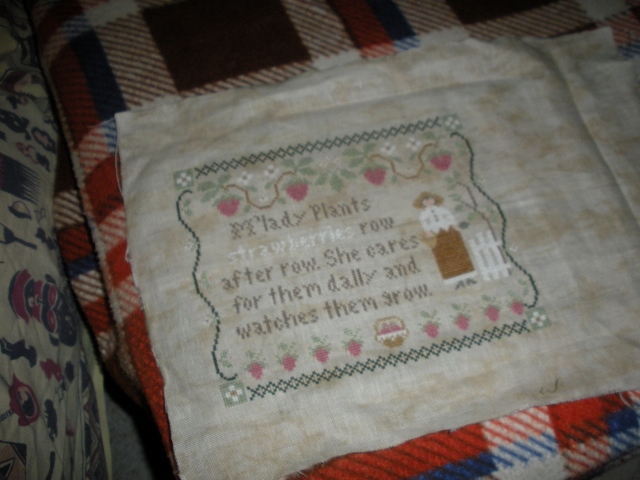 M'lady Plants
strawberries row
after row. She cares
for them daily and
watches them grow.